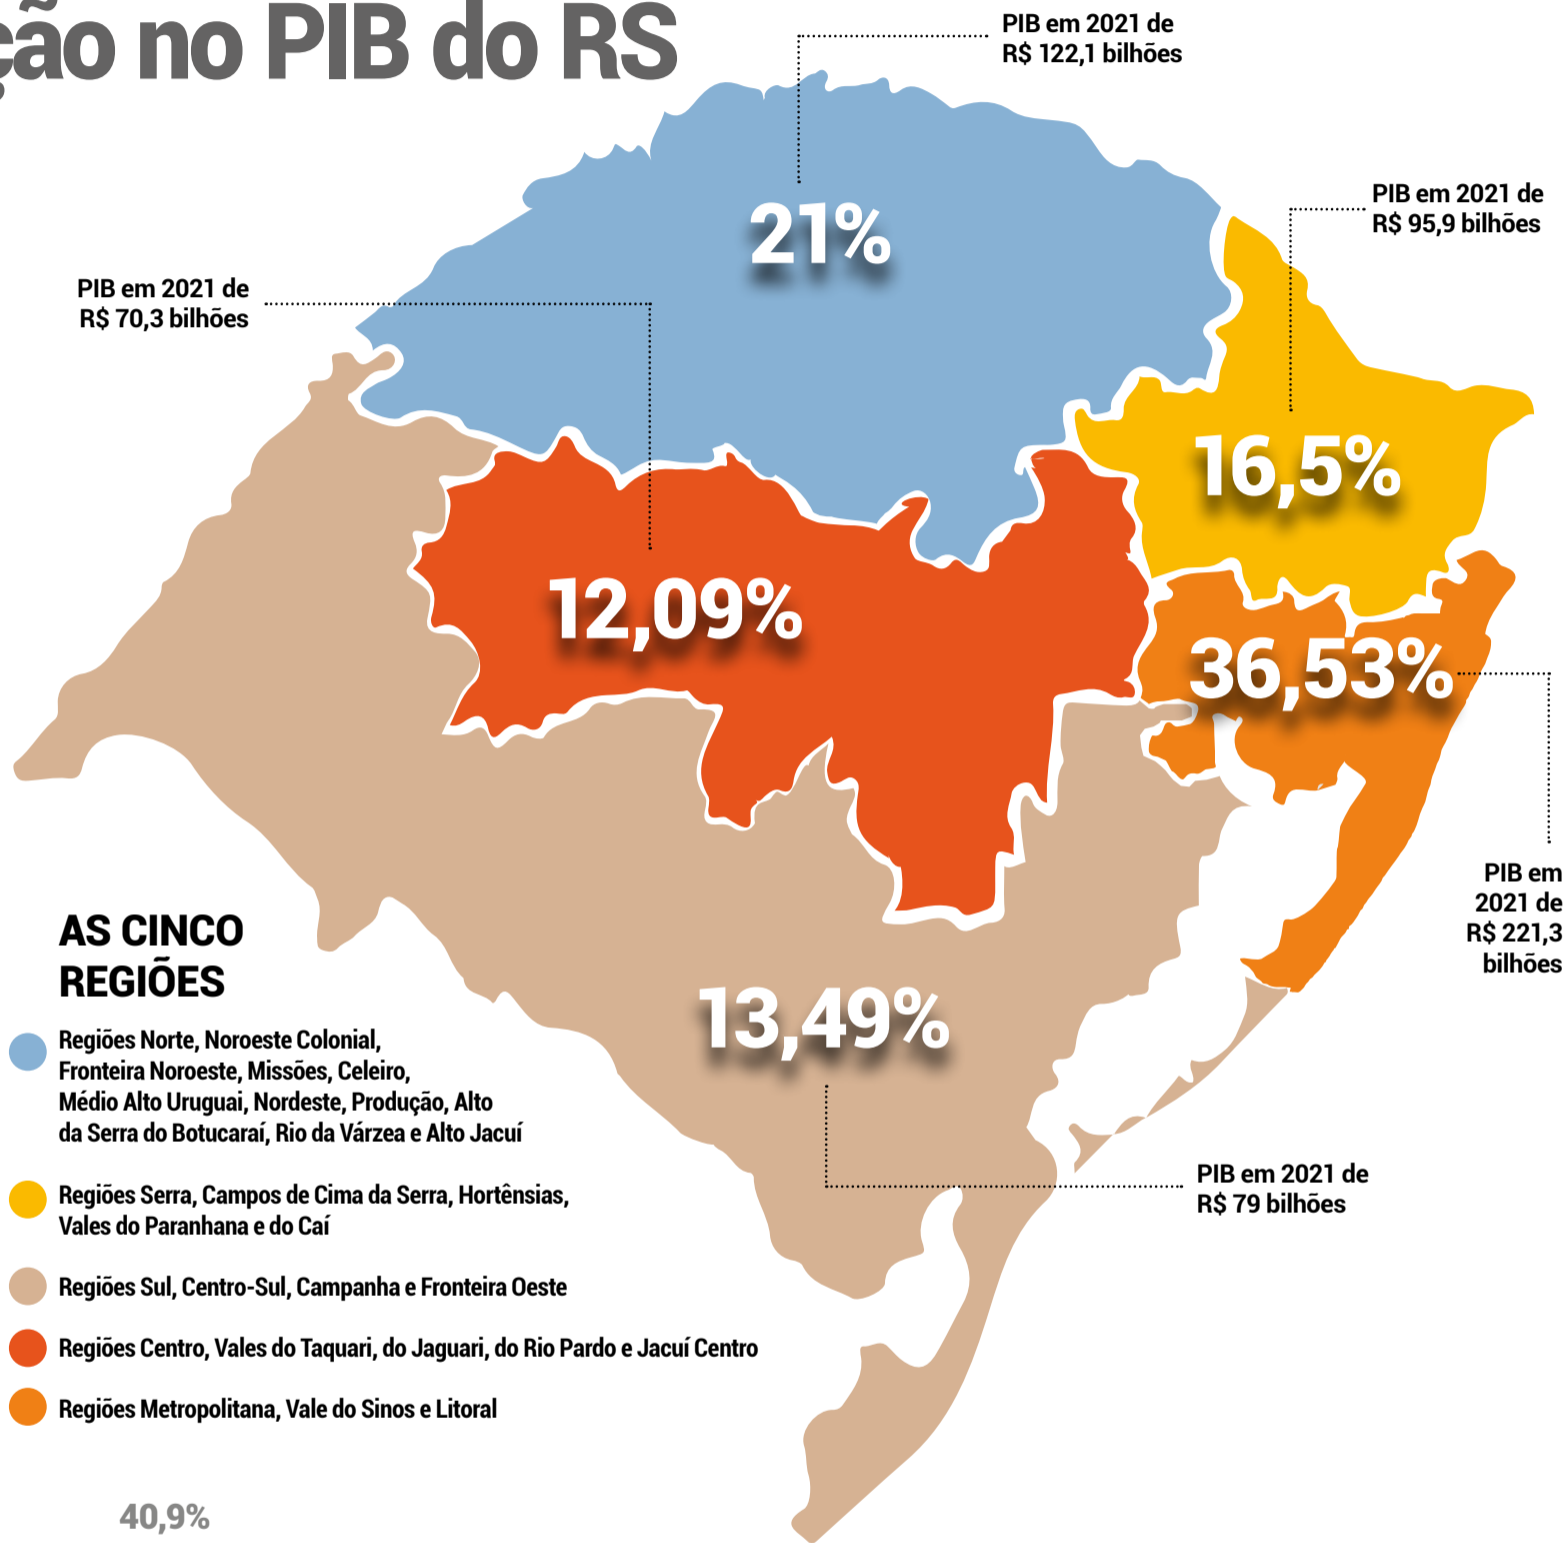 ção no PIB do RS
PIB em 2021 de
R$ 122,1 bilhões
PIB em 2021 de
R$ 95,9 bilhões
21%
PIB em 2021 de
R$ 70,3 bilhões
16,5%
12,09%
36,53%
PIB em
2021 de
R$ 221,3
bilhões
13,49%
PIB em 2021 de
R$ 79 bilhões
AS CINCO
REGIÕES
Regiões Norte, Noroeste Colonial,
Fronteira Noroeste, Missões, Celeiro,
Médio Alto Uruguai, Nordeste, Produção, Alto
da Serra do Botucaraí, Rio da Várzea e Alto Jacuí
Regiões Serra, Campos de Cima da Serra, Hortênsias,
Vales do Paranhana e do Caí
Regiões Sul, Centro-Sul, Campanha e Fronteira Oeste
Regiões Centro, Vales do Taquari, do Jaguari, do Rio Pardo e Jacuí Centro
Regiões Metropolitana, Vale do Sinos e Litoral
40,9%